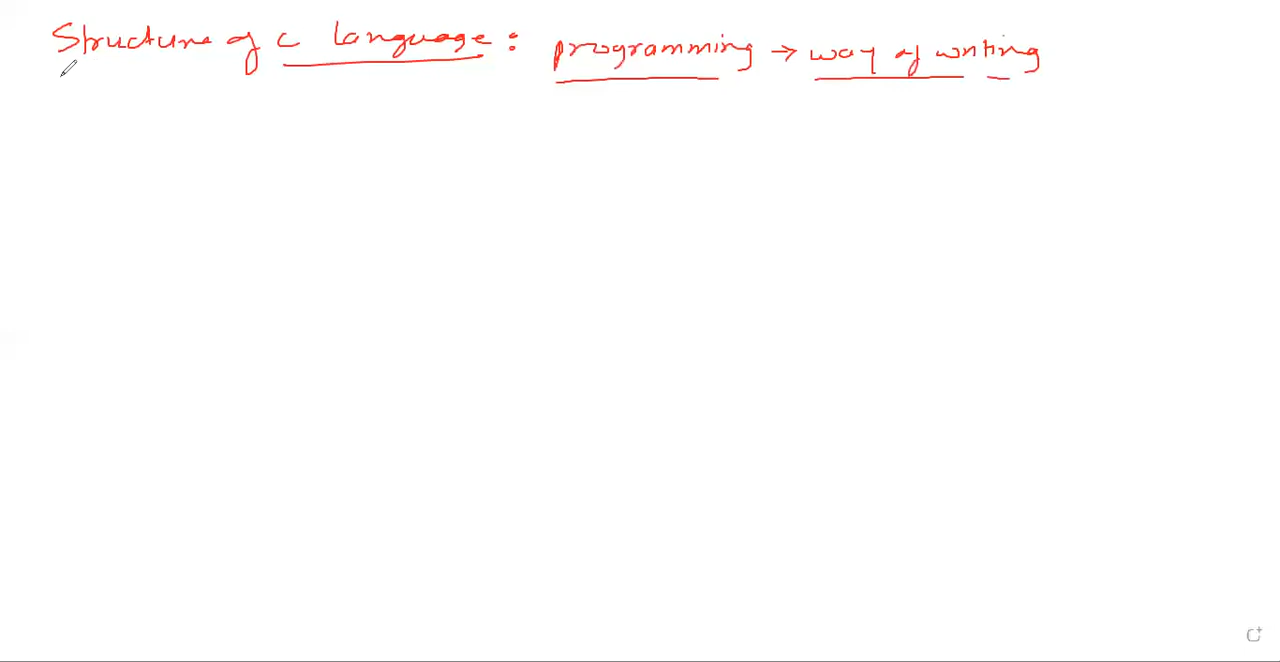 Structure of c Language : programming → way of writing